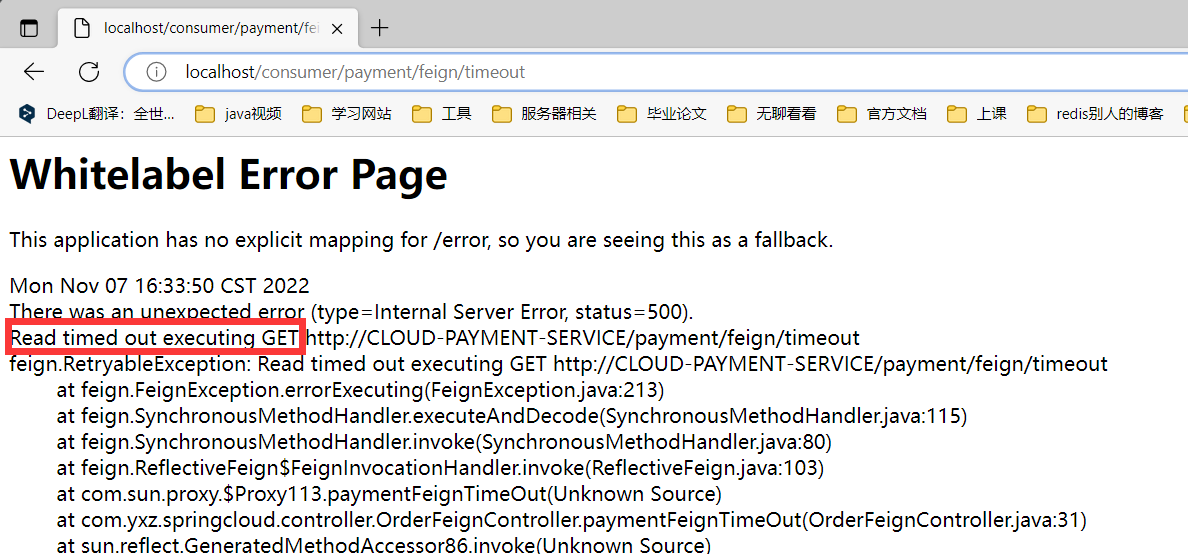 localhost/consumer/payment/fei
localhost/consumer/payment/feign/timeout
DeepL翻译：全世... java视频 学习网站 工具 服务器相关 毕业论文 无聊看看 官方文档 上课 redis别人的博客
Whitelabel Error Page
This application has no explicit mapping for /error, so you are seeing this as a fallback.
Mon Nov 07 16:33:50 CST 2022
There was an unexpected error (type=Internal Server Error, status=500).
Read timed out executing GET http://CLOUD-PAYMENT-SERVICE/payment/feign/timeout
feign.RetryableException: Read timed out executing GET http://CLOUD-PAYMENT-SERVICE/payment/feign/timeout
at feign.FeignException.errorExecuting(FeignException.java:213)
at feign.SynchronousMethodHandler.executeAndDecode(SynchronousMethodHandler.java:115)
at feign.SynchronousMethodHandler.invoke(SynchronousMethodHandler.java:80)
at feign.ReflectiveFeign$FeignInvocationHandler.invoke(ReflectiveFeign.java:103)
at com.sun.proxy.$Proxy113.paymentFeignTimeOut(Unknown Source)
at com.yxz.springcloud.controller.OrderFeignController.paymentFeignTimeOut(OrderFeignController.java:31)
at sun.reflect.GeneratedMethodAccessor86.invoke(Unknown Source)